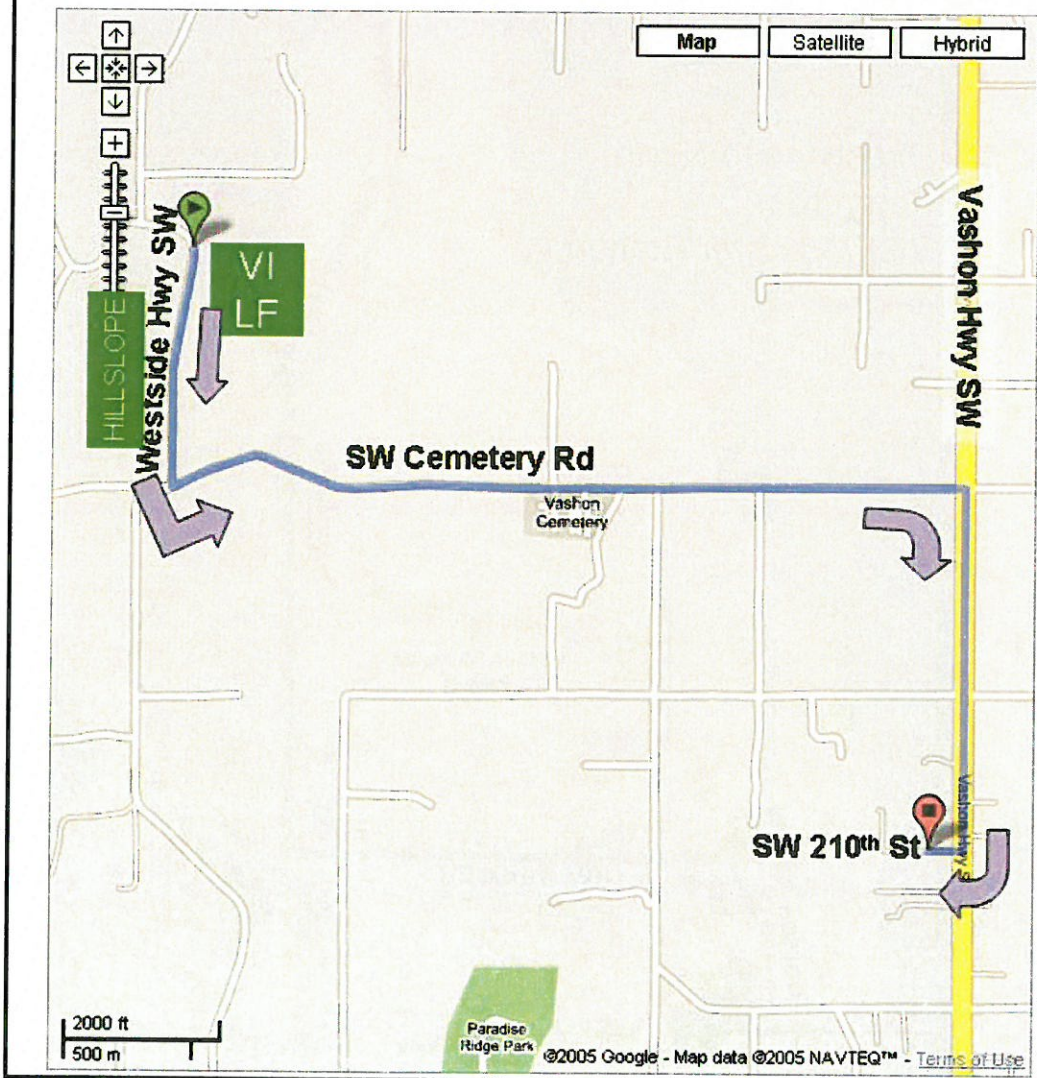 Map
Satellite
Hybrid
Westside Hwy SW
VI
LF
HILLSLOPE
Vashon Hwy SW
SW Cemetery Rd
Vashon
Cemetery
Vashon Hwy S
SW 210th St
2000 ft
500 m
Paradise
Ridge Park
©2005 Google - Map data ©2005 NAVTEQ™ - Terms of Use